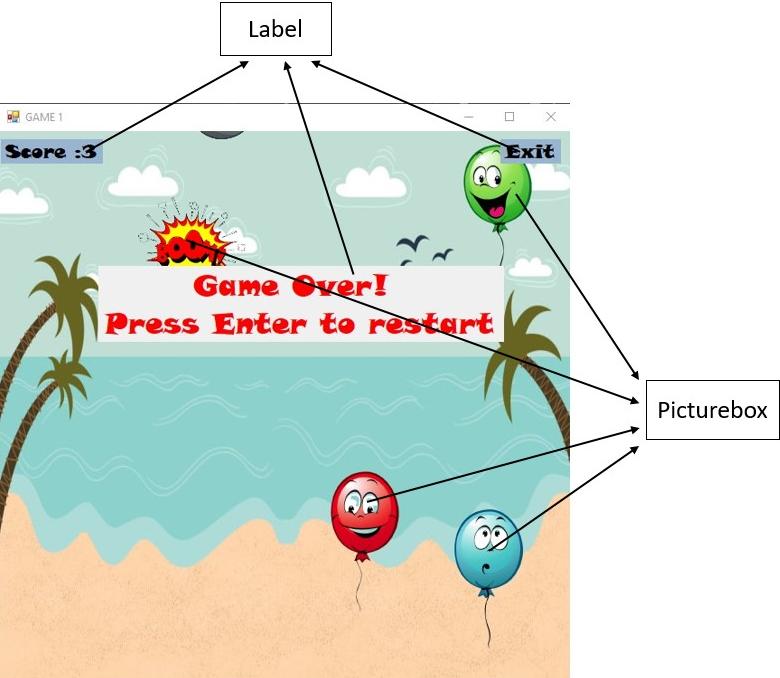 Label
GAME 1
Score :3
Exit
BOOM!
Game Over!
Press Enter to restart
Picturebox